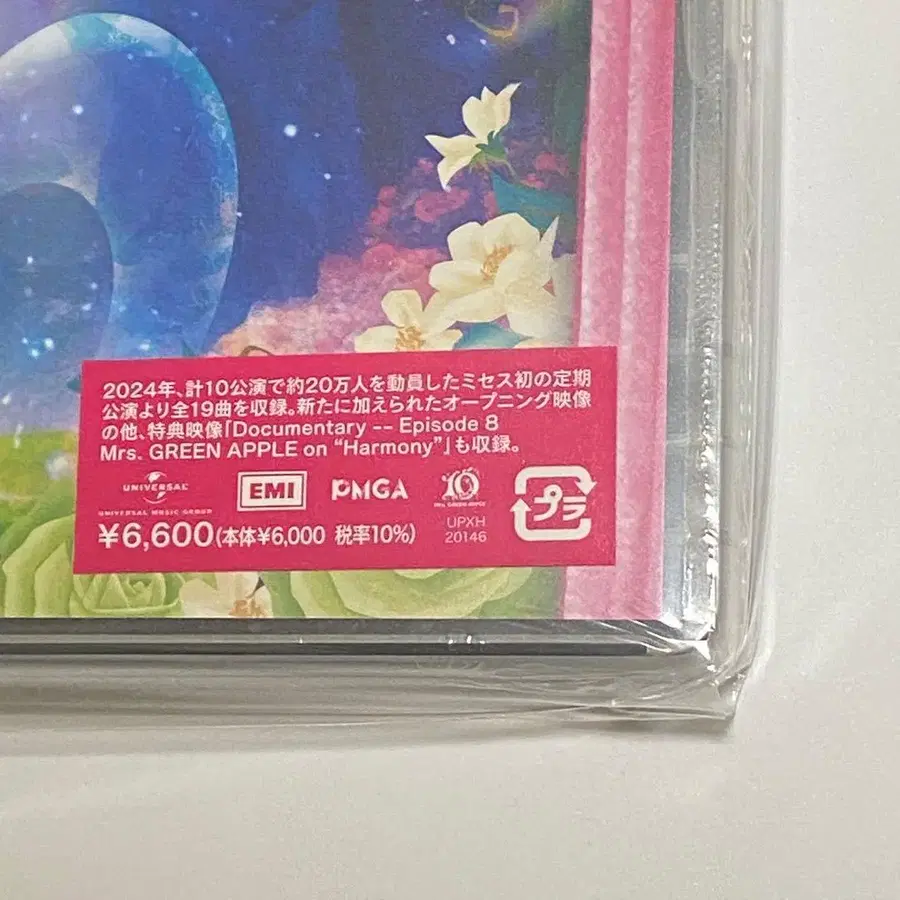 2024年、計10公演で約20万人を動員したミセス初の定期
公演より全19曲を収録。新たに加えられたオープニング映像
の他、特典映像「Documentary -- Episode 8
Mrs. GREEN APPLE on “Harmony”」も収録。
UNIVERSAL
UNIVERSAL MUSIC GROUP
EMI
PMGA
10
MRS. GREEN APPLE
プラ
¥6,600(本体¥6,000 税率10%)
UPXH
20146